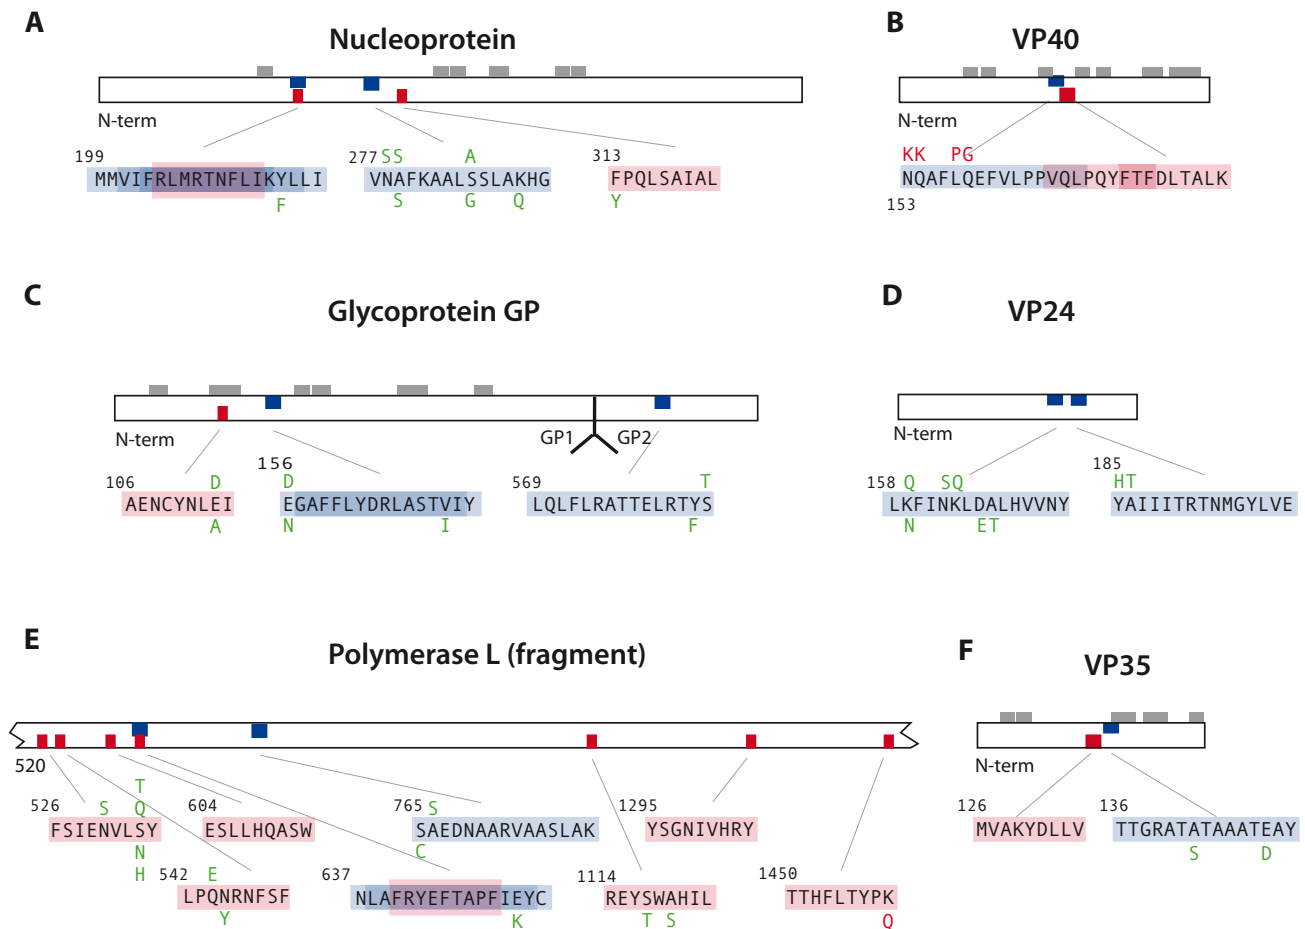 A
Nucleoprotein
N-term
199
MMVIFRLMRTNFLIKYLLI
F
277 SS A
VNAFKAALSSLAKHG
S G Q
313
FPQLSAIAL
Y
B
VP40
N-term
KK PG
NQAFLQEFVLPPVQLPQYFTFDLTALK
153
C
Glycoprotein GP
N-term
GP1 GP2
106 D
AENCYNLEI
A
156
D
EGAFFLYDRLASTVIY
N I
569 T
LQLFLRATTELRTYS
F
D
VP24
N-term
158 Q SQ
LKFINKLDALHVVNY
N ET
185
HT
YAIIITRTNMGYLVE
E
Polymerase L (fragment)
520
T
526 S Q
FSIENVLSY
N
H
604
ESLLHQASW
765 S
SAEDNAARVAASLAK
C
1295
YSGNIVHRY
542 E
LPQNRNFSF
Y
637
NLAFRYEFTAPFIEYC
K
1114
REYSWAHIL
T S
1450
TTHFLTYPK
Q
F
VP35
N-term
126
MVAKYDLLV
136
TTGRATATAAATEAY
S D